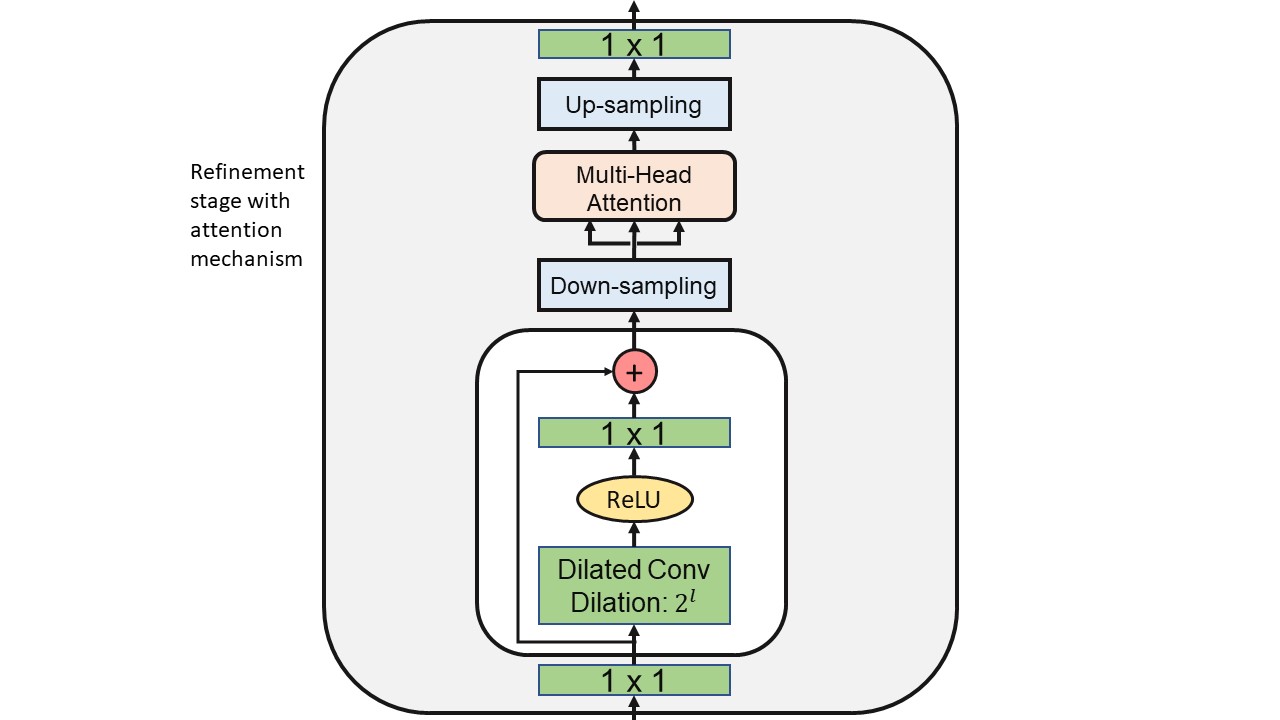 1 x 1
Up-sampling
Multi-Head
Attention
Refinement
stage with
attention
mechanism
Down-sampling
+
1 x 1
ReLU
Dilated Conv
Dilation: 2^l
1 x 1